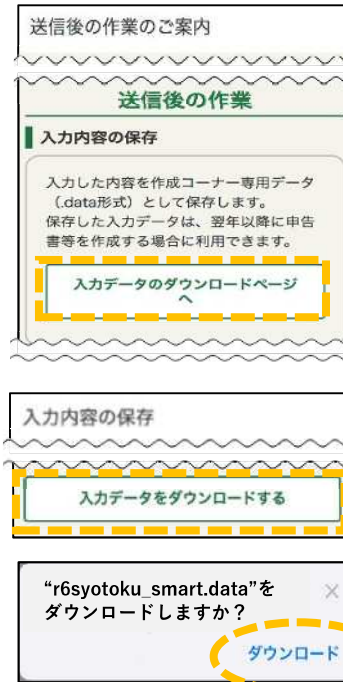 送信後の作業のご案内
送信後の作業
入力内容の保存
入力した内容を作成コーナー専用データ
（.data形式）として保存します。
保存した入力データは、翌年以降に申告
書等を作成する場合に利用できます。
入力データのダウンロードページ
へ
入力内容の保存
入力データをダウンロードする
“r6syotoku_smart.data”を
ダウンロードしますか？
ダウンロード